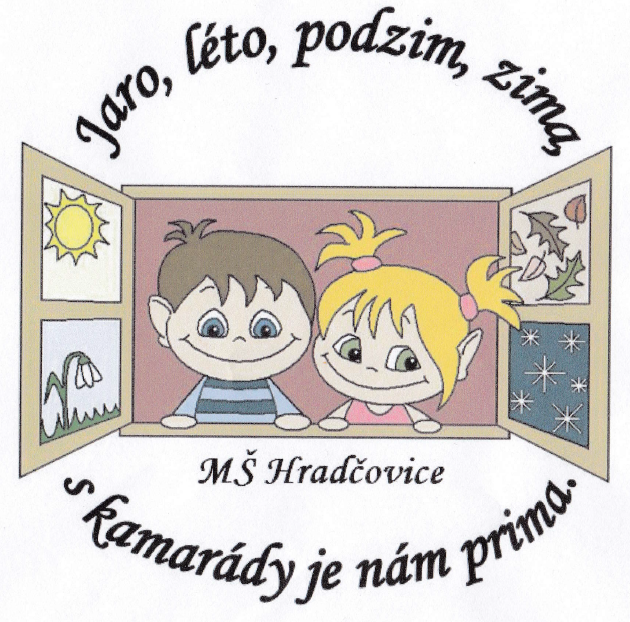 Jaro, léto, podzim, zima,
MŠ Hradčovice
s kamarády je nám prima.